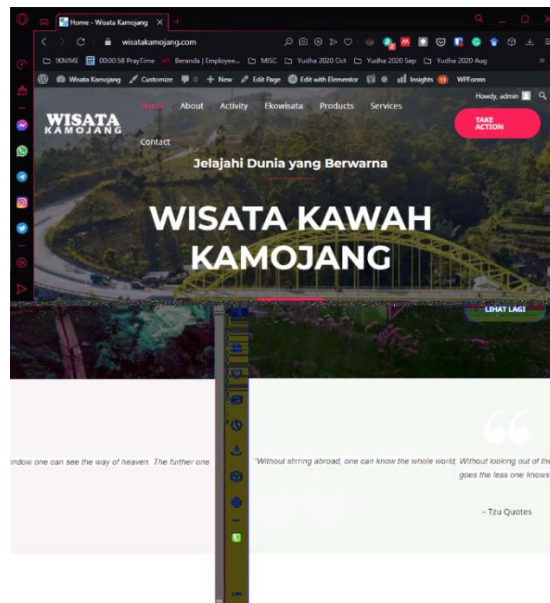 Home - Wisata Kamojang
wisatakamojang.com
!KNIME 00:00:58 PrayTime Beranda | Employee... MISC Yudha 2020 Oct Yudha 2020 Sep Yudha 2020 Aug
Wisata Kamojang Customize 0 New Edit Page Edit with Elementor Insights WPForms
Howdy, admin
WISATA
KAMOJANG
Home About Activity Ekowisata Products Services
Contact
TAKE
ACTION
Jelajahi Dunia yang Berwarna
WISATA KAWAH
KAMOJANG
LIHAT LAGI
ndow one can see the way of heaven. The further one
"Without stirring abroad, one can know the whole world; Without looking out of the
goes the less one knows.
– Tzu Quotes